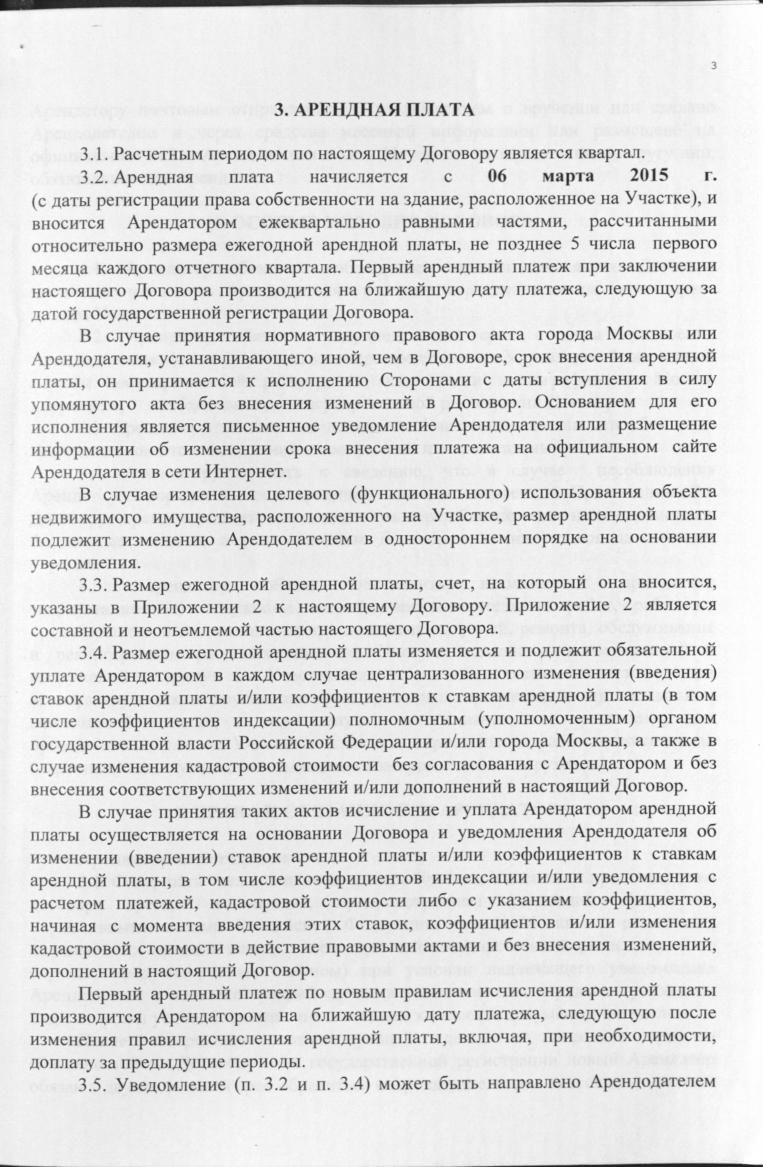 3
3. АРЕНДНАЯ ПЛАТА
3.1. Расчетным периодом по настоящему Договору является квартал.
3.2. Арендная плата начисляется с 06 марта 2015 г.
(с даты регистрации права собственности на здание, расположенное на Участке), и
вносится Арендатором ежеквартально равными частями, рассчитанными
относительно размера ежегодной арендной платы, не позднее 5 числа первого
месяца каждого отчетного квартала. Первый арендный платеж при заключении
настоящего Договора производится на ближайшую дату платежа, следующую за
датой государственной регистрации Договора.
В случае принятия нормативного правового акта города Москвы или
Арендодателя, устанавливающего иной, чем в Договоре, срок внесения арендной
платы, он принимается к исполнению Сторонами с даты вступления в силу
упомянутого акта без внесения изменений в Договор. Основанием для его
исполнения является письменное уведомление Арендодателя или размещение
информации об изменении срока внесения платежа на официальном сайте
Арендодателя в сети Интернет.
В случае изменения целевого (функционального) использования объекта
недвижимого имущества, расположенного на Участке, размер арендной платы
подлежит изменению Арендодателем в одностороннем порядке на основании
уведомления.
3.3. Размер ежегодной арендной платы, счет, на который она вносится,
указаны в Приложении 2 к настоящему Договору. Приложение 2 является
составной и неотъемлемой частью настоящего Договора.
3.4. Размер ежегодной арендной платы изменяется и подлежит обязательной
уплате Арендатором в каждом случае централизованного изменения (введения)
ставок арендной платы и/или коэффициентов к ставкам арендной платы (в том
числе коэффициентов индексации) полномочным (уполномоченным) органом
государственной власти Российской Федерации и/или города Москвы, а также в
случае изменения кадастровой стоимости без согласования с Арендатором и без
внесения соответствующих изменений и/или дополнений в настоящий Договор.
В случае принятия таких актов исчисление и уплата Арендатором арендной
платы осуществляется на основании Договора и уведомления Арендодателя об
изменении (введении) ставок арендной платы и/или коэффициентов к ставкам
арендной платы, в том числе коэффициентов индексации и/или уведомления с
расчетом платежей, кадастровой стоимости либо с указанием коэффициентов,
начиная с момента введения этих ставок, коэффициентов и/или изменения
кадастровой стоимости в действие правовыми актами и без внесения изменений,
дополнений в настоящий Договор.
Первый арендный платеж по новым правилам исчисления арендной платы
производится Арендатором на ближайшую дату платежа, следующую после
изменения правил исчисления арендной платы, включая, при необходимости,
доплату за предыдущие периоды.
3.5. Уведомление (п. 3.2 и п. 3.4) может быть направлено Арендодателем